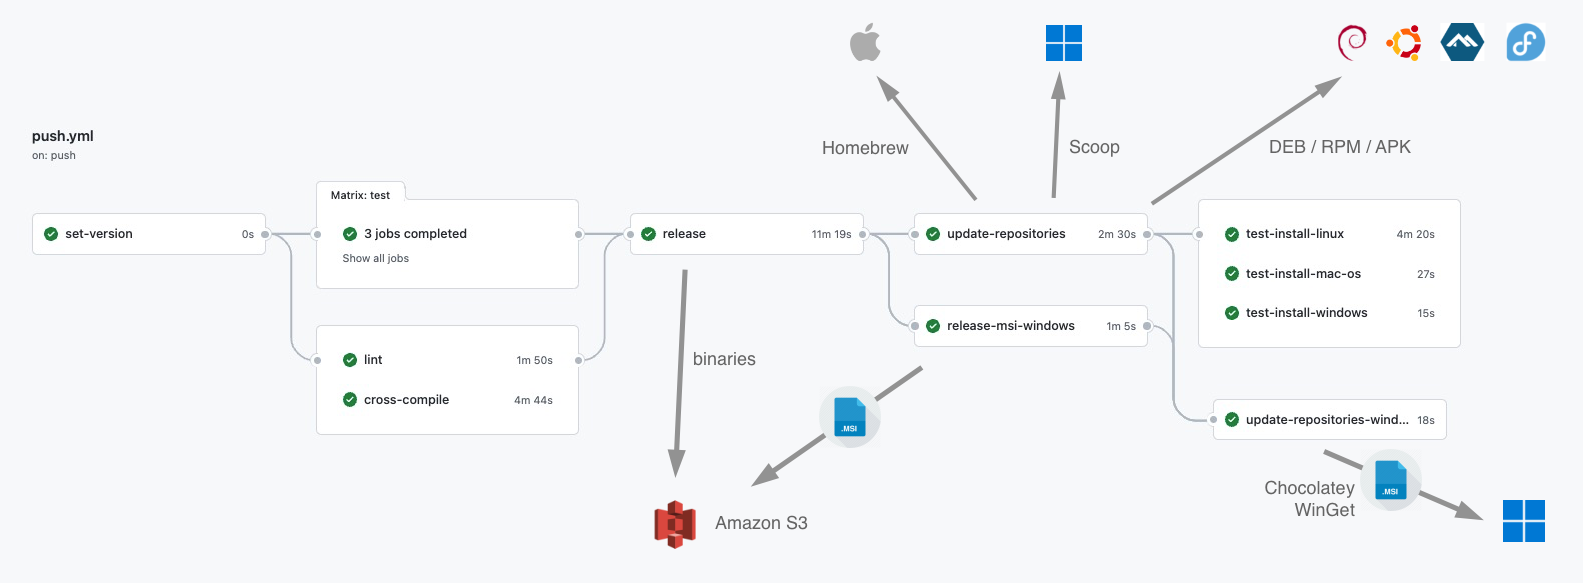 push.yml
on: push
set-version 0s
Matrix: test
3 jobs completed
Show all jobs
lint 1m 50s
cross-compile 4m 44s
release 11m 19s
binaries
Amazon S3
Homebrew
Scoop
DEB / RPM / APK
update-repositories 2m 30s
release-msi-windows 1m 5s
.MSI
test-install-linux 4m 20s
test-install-mac-os 27s
test-install-windows 15s
update-repositories-wind... 18s
Chocolatey
WinGet
.MSI